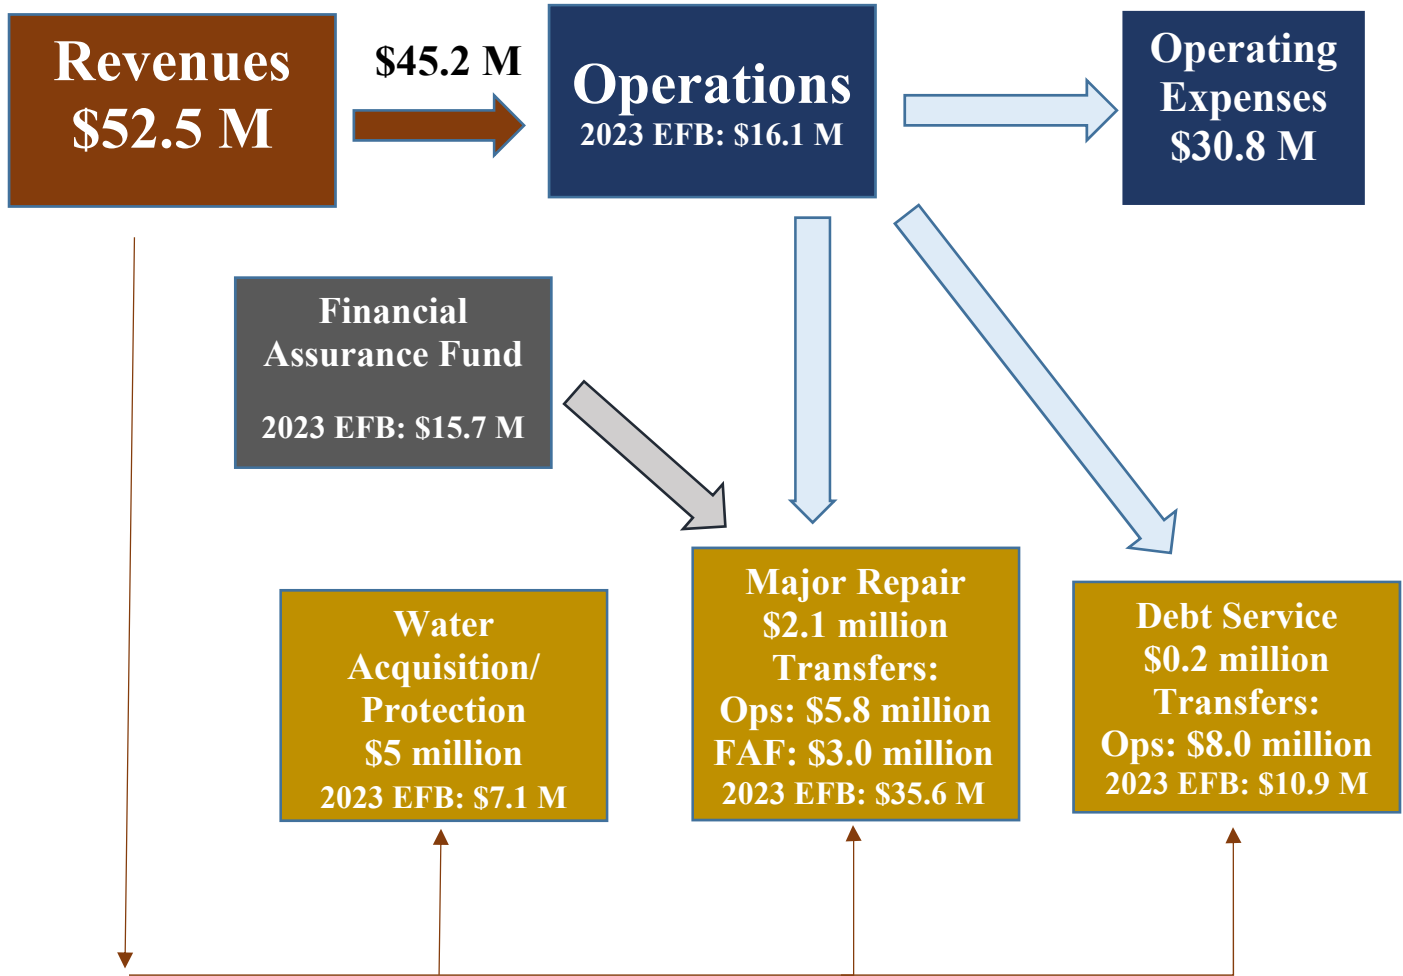 Revenues
$52.5 M
$45.2 M
Operations
2023 EFB: $16.1 M
Operating
Expenses
$30.8 M
Financial
Assurance Fund
2023 EFB: $15.7 M
Water
Acquisition/
Protection
$5 million
2023 EFB: $7.1 M
Major Repair
$2.1 million
Transfers:
Ops: $5.8 million
FAF: $3.0 million
2023 EFB: $35.6 M
Debt Service
$0.2 million
Transfers:
Ops: $8.0 million
2023 EFB: $10.9 M